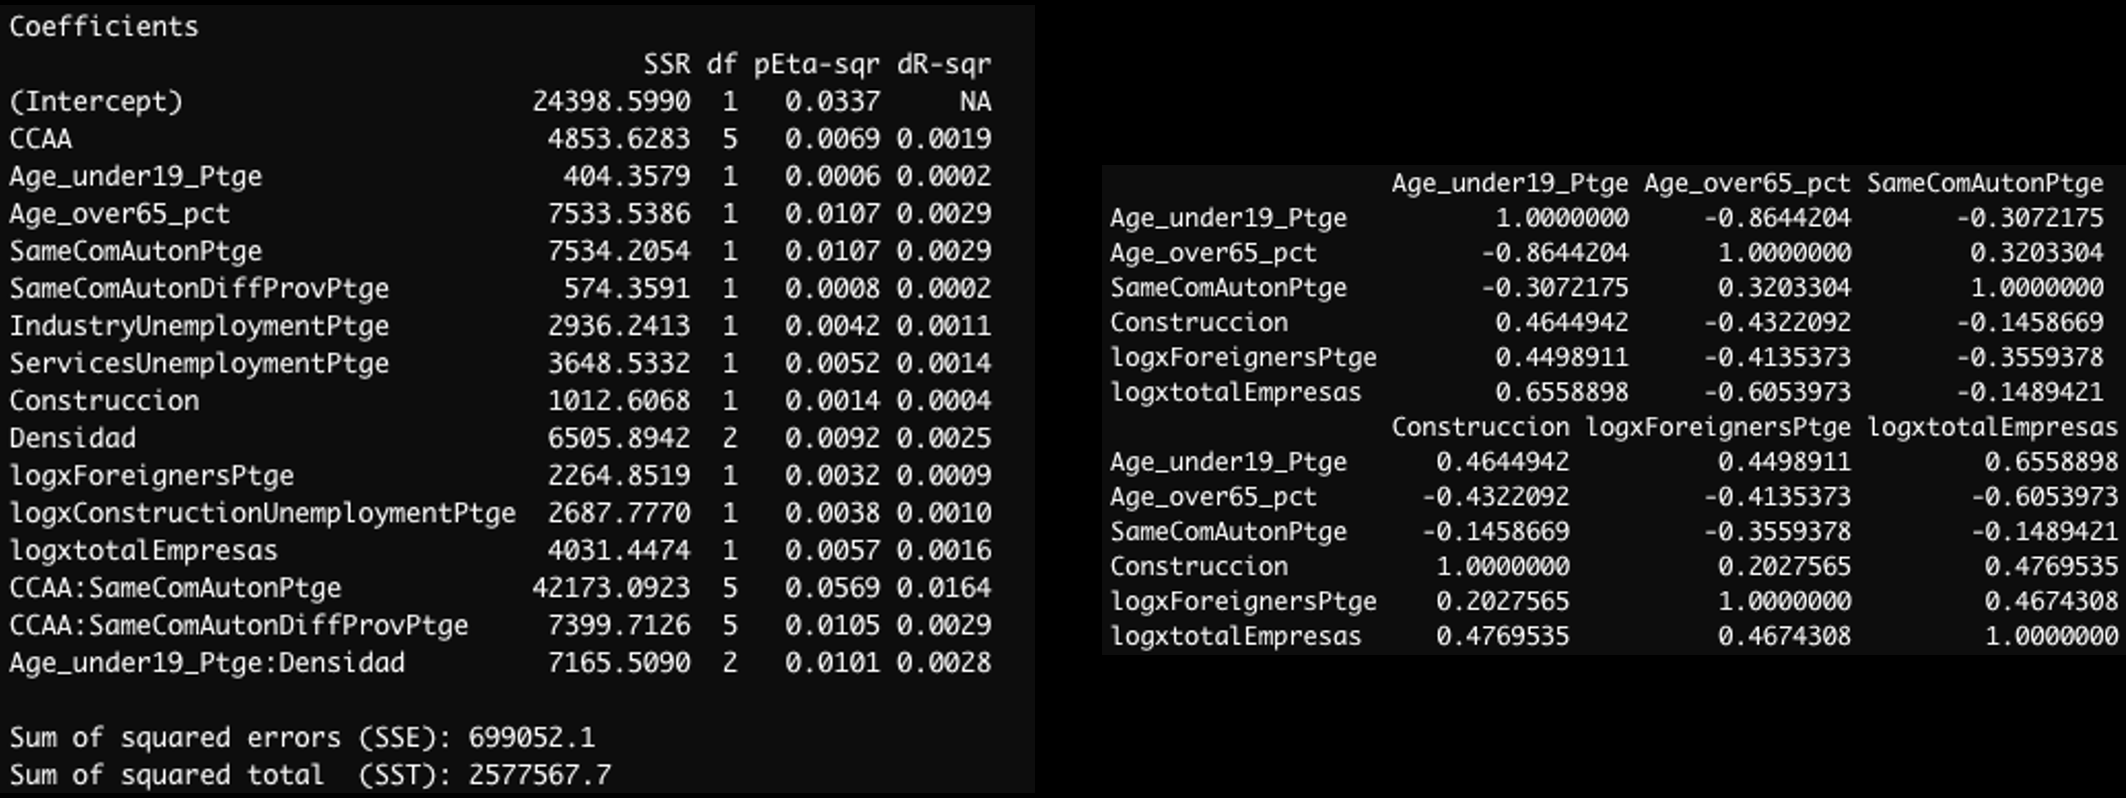 Coefficients
SSR df pEta-sqr dR-sqr
(Intercept) 24398.5990 1 0.0337 NA
CCAA 4853.6283 5 0.0069 0.0019
Age_under19_Ptge 404.3579 1 0.0006 0.0002
Age_over65_pct 7533.5386 1 0.0107 0.0029
SameComAutonPtge 7534.2054 1 0.0107 0.0029
SameComAutonDiffProvPtge 574.3591 1 0.0008 0.0002
IndustryUnemploymentPtge 2936.2413 1 0.0042 0.0011
ServicesUnemploymentPtge 3648.5332 1 0.0052 0.0014
Construccion 1012.6068 1 0.0014 0.0004
Densidad 6505.8942 2 0.0092 0.0025
logxForeignersPtge 2264.8519 1 0.0032 0.0009
logxConstructionUnemploymentPtge 2687.7770 1 0.0038 0.0010
logxtotalEmpresas 4031.4474 1 0.0057 0.0016
CCAA:SameComAutonPtge 42173.0923 5 0.0569 0.0164
CCAA:SameComAutonDiffProvPtge 7399.7126 5 0.0105 0.0029
Age_under19_Ptge:Densidad 7165.5090 2 0.0101 0.0028
Sum of squared errors (SSE): 699052.1
Sum of squared total (SST): 2577567.7
Age_under19_Ptge Age_over65_pct SameComAutonPtge
Age_under19_Ptge 1.0000000 -0.8644204 -0.3072175
Age_over65_pct -0.8644204 1.0000000 0.3203304
SameComAutonPtge -0.3072175 0.3203304 1.0000000
Construccion 0.4644942 -0.4322092 -0.1458669
logxForeignersPtge 0.4498911 -0.4135373 -0.3559378
logxtotalEmpresas 0.6558898 -0.6053973 -0.1489421
Construccion logxForeignersPtge logxtotalEmpresas
Age_under19_Ptge 0.4644942 0.4498911 0.6558898
Age_over65_pct -0.4322092 -0.4135373 -0.6053973
SameComAutonPtge -0.1458669 -0.3559378 -0.1489421
Construccion 1.0000000 0.2027565 0.4769535
logxForeignersPtge 0.2027565 1.0000000 0.4674308
logxtotalEmpresas 0.4769535 0.4674308 1.0000000